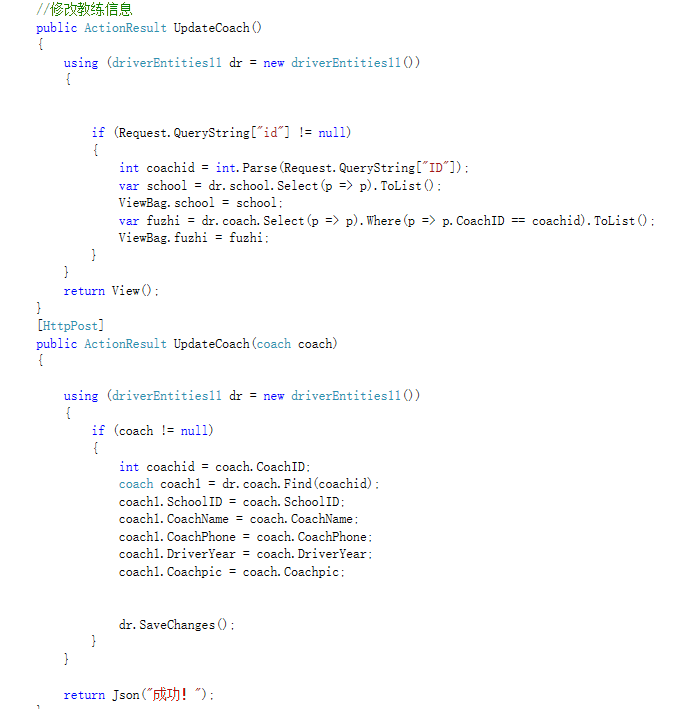 //修改教练信息
public ActionResult UpdateCoach()
{
using (driverEntities11 dr = new driverEntities11())
{
if (Request.QueryString["id"] != null)
{
int coachid = int.Parse(Request.QueryString["ID"]);
var school = dr.school.Select(p => p).ToList();
ViewBag.school = school;
var fuzhi = dr.coach.Select(p => p).Where(p => p.CoachID == coachid).ToList();
ViewBag.fuzhi = fuzhi;
}
}
return View();
}
[HttpPost]
public ActionResult UpdateCoach(coach coach)
{
using (driverEntities11 dr = new driverEntities11())
{
if (coach != null)
{
int coachid = coach.CoachID;
coach coach1 = dr.coach.Find(coachid);
coach1.SchoolID = coach.SchoolID;
coach1.CoachName = coach.CoachName;
coach1.CoachPhone = coach.CoachPhone;
coach1.DriverYear = coach.DriverYear;
coach1.Coachpic = coach.Coachpic;
dr.SaveChanges();
}
}
return Json("成功！");